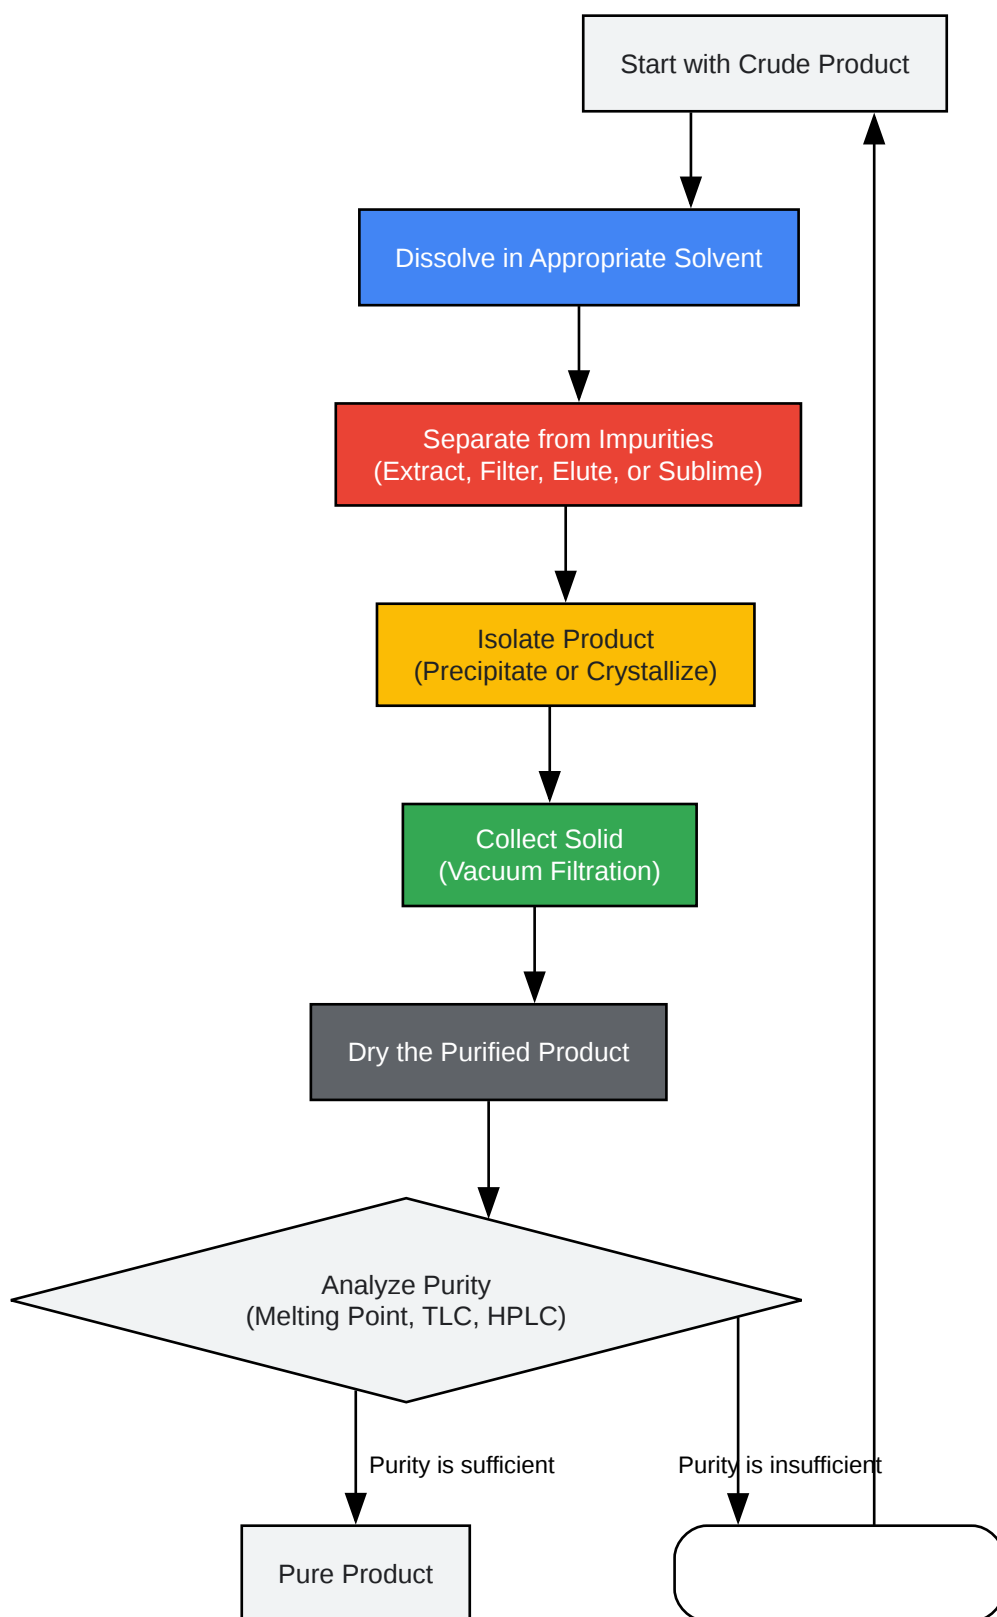 Start with Crude Product
Dissolve in Appropriate Solvent
Separate from Impurities
(Extract, Filter, Elute, or Sublime)
Isolate Product
(Precipitate or Crystallize)
Collect Solid
(Vacuum Filtration)
Dry the Purified Product
Analyze Purity
(Melting Point, TLC, HPLC)
Purity is sufficient
Purity is insufficient
Pure Product